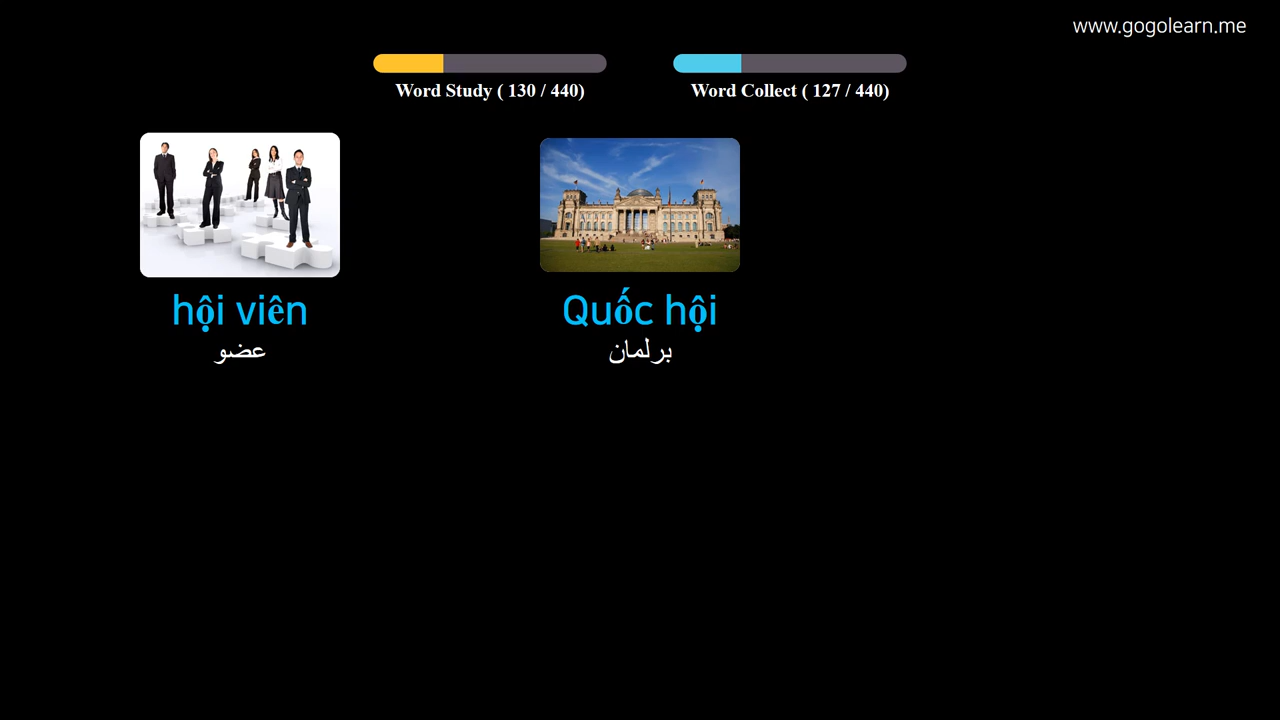 www.gogolearn.me
Word Study ( 130 / 440)
Word Collect ( 127 / 440)
hội viên
عضو
Quốc hội
برلمان